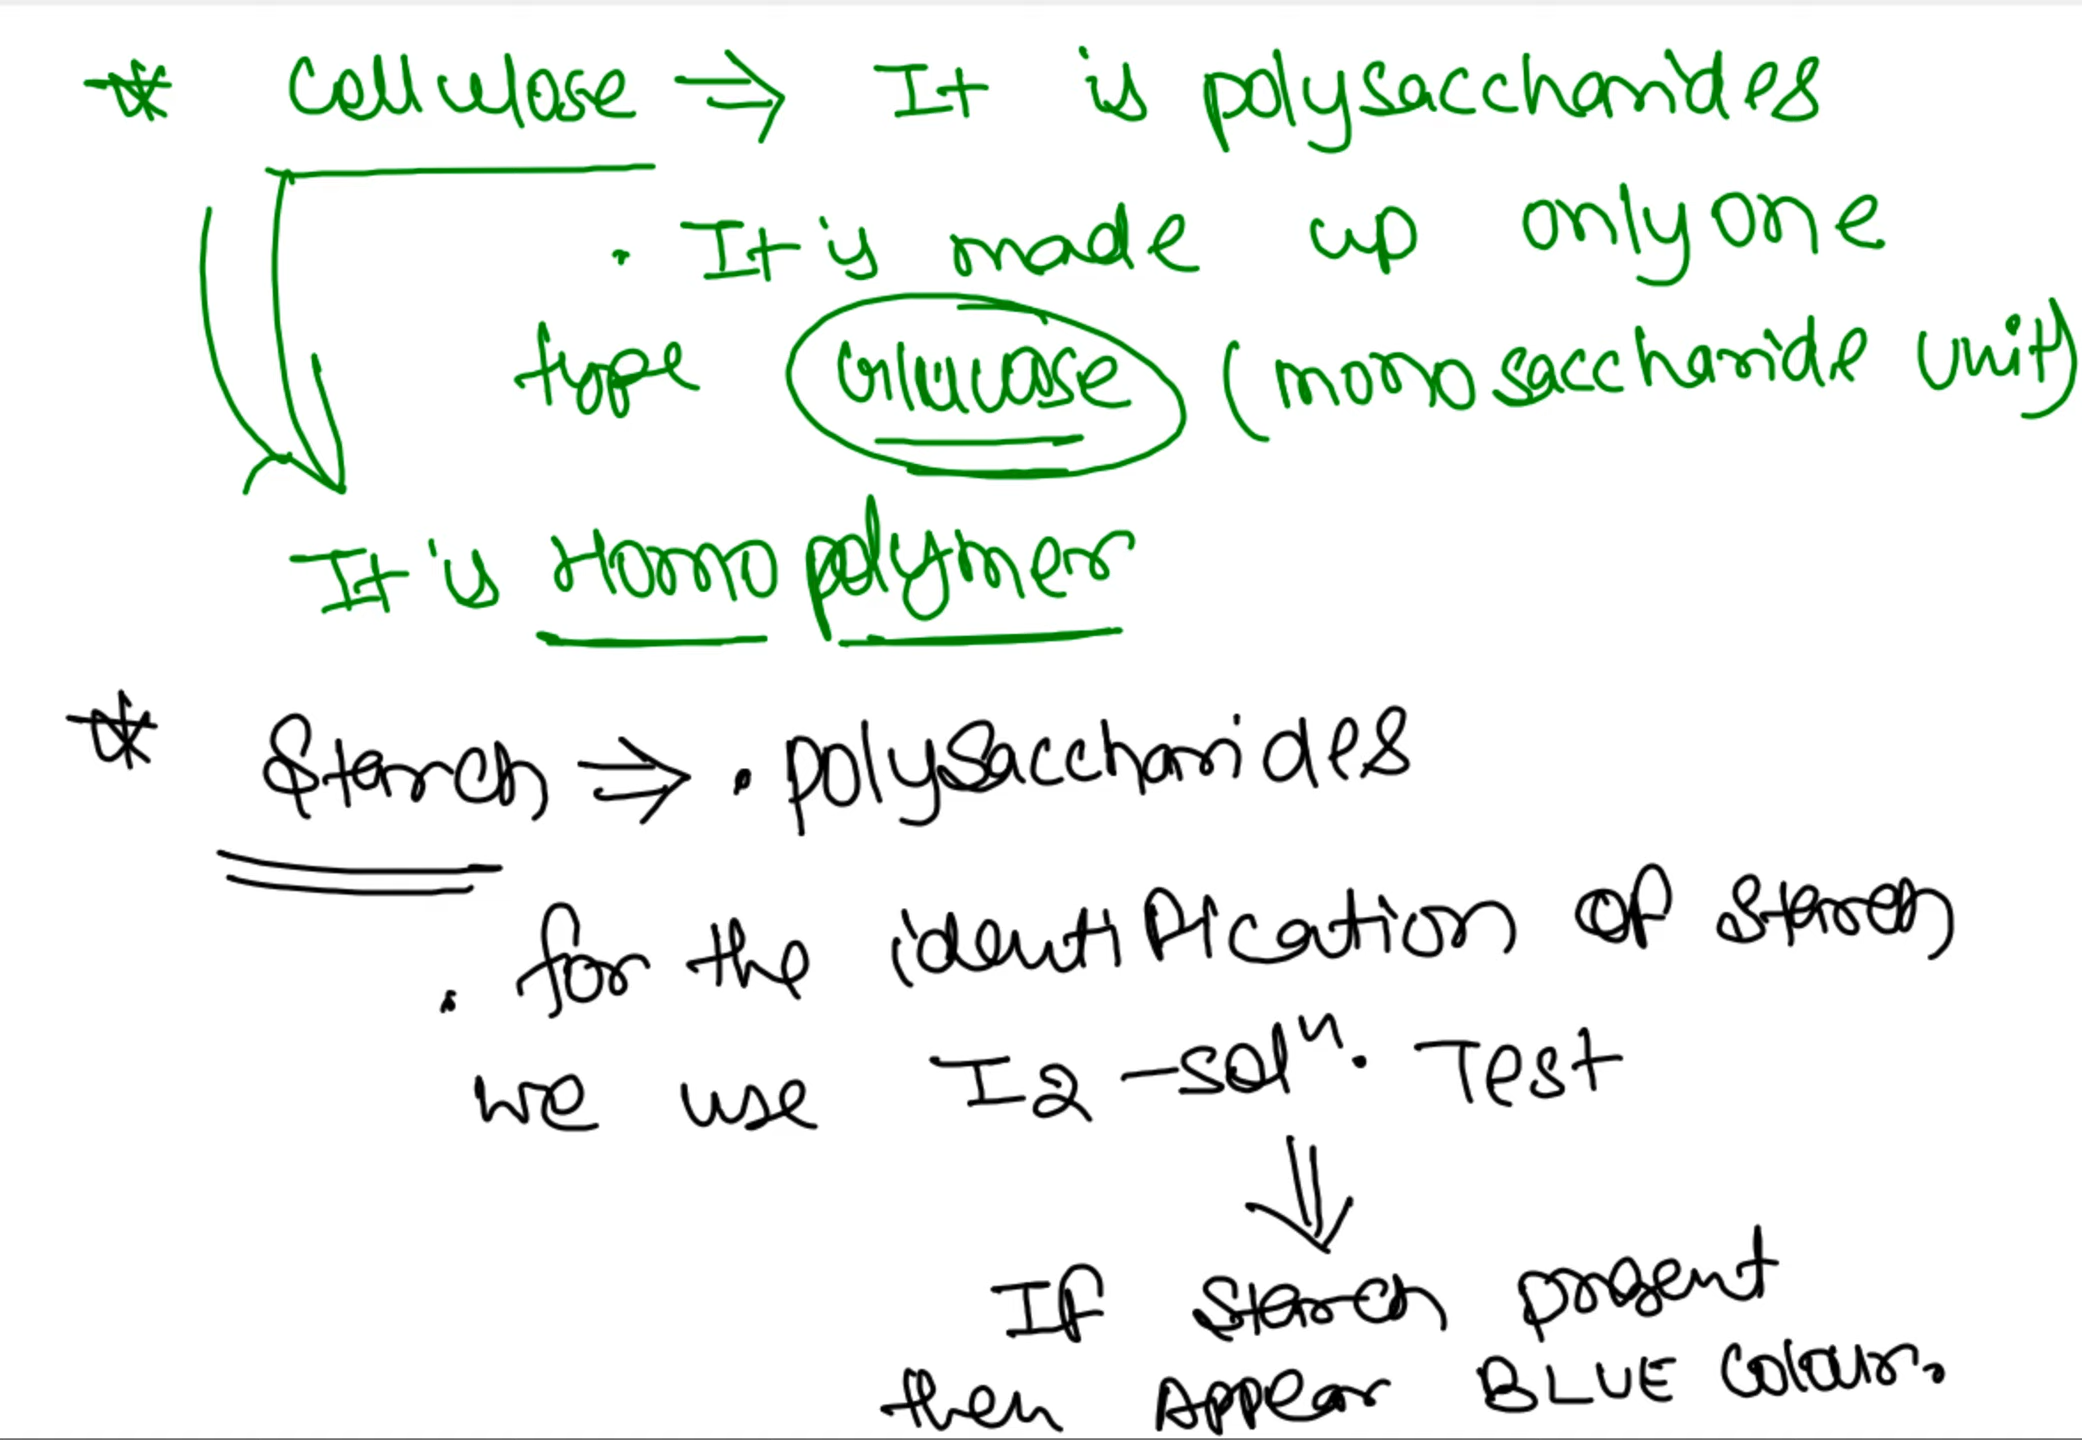 * Cellulose ⇒ It is polysaccharides
. It is made up only one
type Glucose (monosaccharide unit)
It is Homopolymer
* Starch ⇒ . polysaccharides
. for the identification of starch
we use I2 - solⁿ. Test
⇓
If starch present
then Appear BLUE Colour.